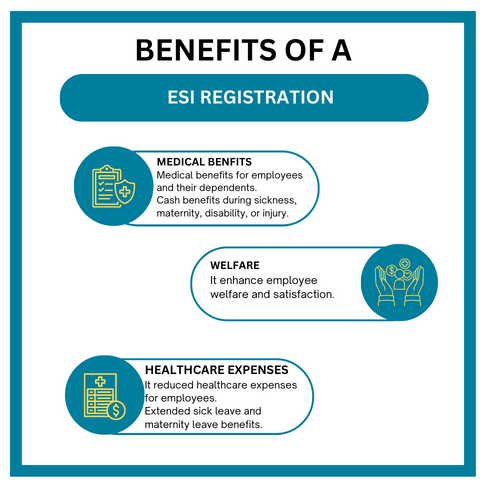 BENEFITS OF A
ESI REGISTRATION
MEDICAL BENFITS
Medical benefits for employees
and their dependents.
Cash benefits during sickness,
maternity, disability, or injury.
WELFARE
It enhance employee
welfare and satisfaction.
HEALTHCARE EXPENSES
It reduced healthcare expenses
for employees.
Extended sick leave and
maternity leave benefits.